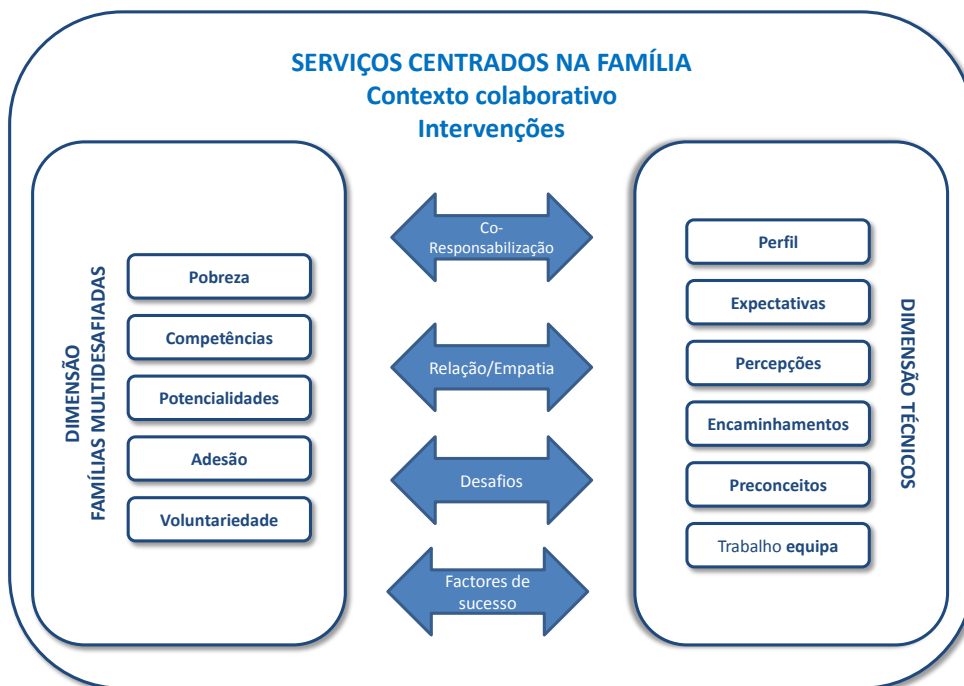 SERVIÇOS CENTRADOS NA FAMÍLIA
Contexto colaborativo
Intervenções
DIMENSÃO
FAMÍLIAS MULTIDESAFIADAS
Pobreza
Competências
Potencialidades
Adesão
Voluntariedade
Co-
Responsabilização
Relação/Empatia
Desafios
Factores de
sucesso
Perfil
Expectativas
Percepções
Encaminhamentos
Preconceitos
Trabalho equipa
DIMENSÃO TÉCNICOS